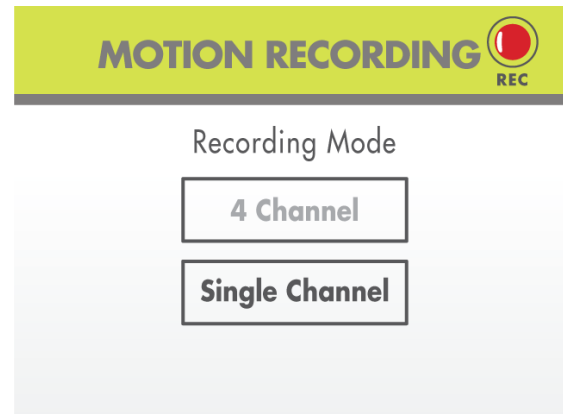 MOTION RECORDING
REC
Recording Mode
4 Channel
Single Channel